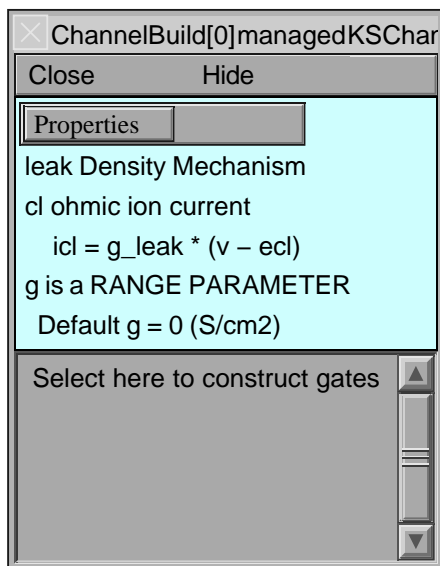 ChannelBuild[0]managedKSChar
Close Hide
Properties
leak Density Mechanism
cl ohmic ion current
icl = g_leak * (v − ecl)
g is a RANGE PARAMETER
Default g = 0 (S/cm2)
Select here to construct gates